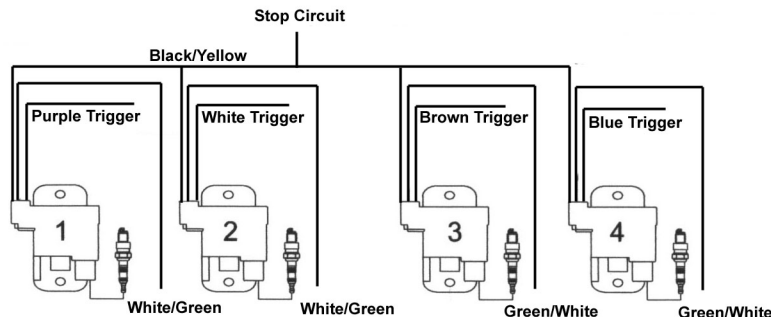 Stop Circuit
Black/Yellow
Purple Trigger
White Trigger
Brown Trigger
Blue Trigger
1
2
3
4
White/Green
White/Green
Green/White
Green/White